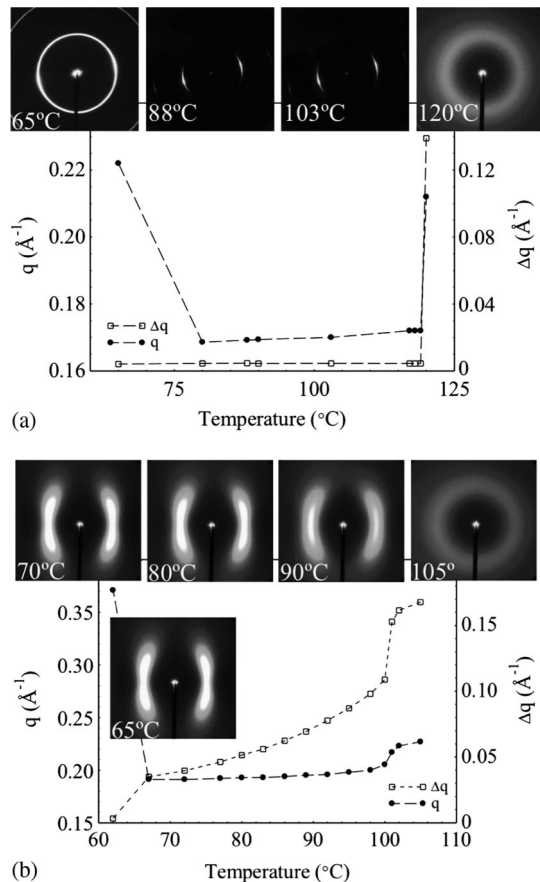 65°C 88°C 103°C 120°C
0.22 0.12
0.20 0.08
q (Å⁻¹) Δq (Å⁻¹)
0.18 0.04
Δq
q
0.16 0
75 100 125
(a) Temperature (°C)
70°C 80°C 90°C 105°
0.35 0.15
0.30
65°C
q (Å⁻¹) 0.10 Δq (Å⁻¹)
0.25
0.05
0.20
Δq
q
0.15 0
60 70 80 90 100 110
(b) Temperature (°C)